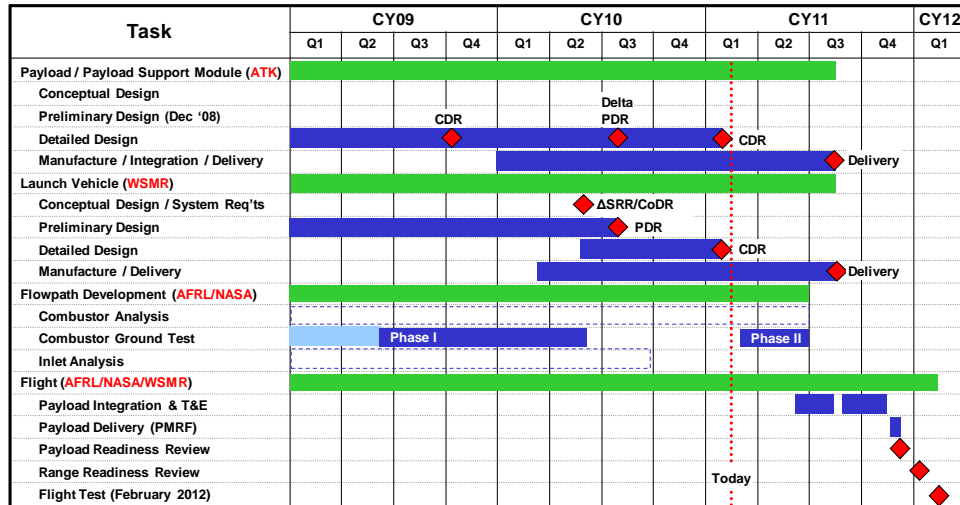 Task
CY09 CY10 CY11 CY12
Q1 Q2 Q3 Q4 Q1 Q2 Q3 Q4 Q1 Q2 Q3 Q4 Q1
Payload / Payload Support Module (ATK)
Conceptual Design
Preliminary Design (Dec ‘08)
CDR
Delta
PDR
Detailed Design
CDR
Manufacture / Integration / Delivery
Delivery
Launch Vehicle (WSMR)
Conceptual Design / System Req'ts
ΔSRR/CoDR
Preliminary Design
PDR
Detailed Design
CDR
Manufacture / Delivery
Delivery
Flowpath Development (AFRL/NASA)
Combustor Analysis
Combustor Ground Test
Phase I
Phase II
Inlet Analysis
Flight (AFRL/NASA/WSMR)
Payload Integration & T&E
Payload Delivery (PMRF)
Payload Readiness Review
Range Readiness Review
Today
Flight Test (February 2012)